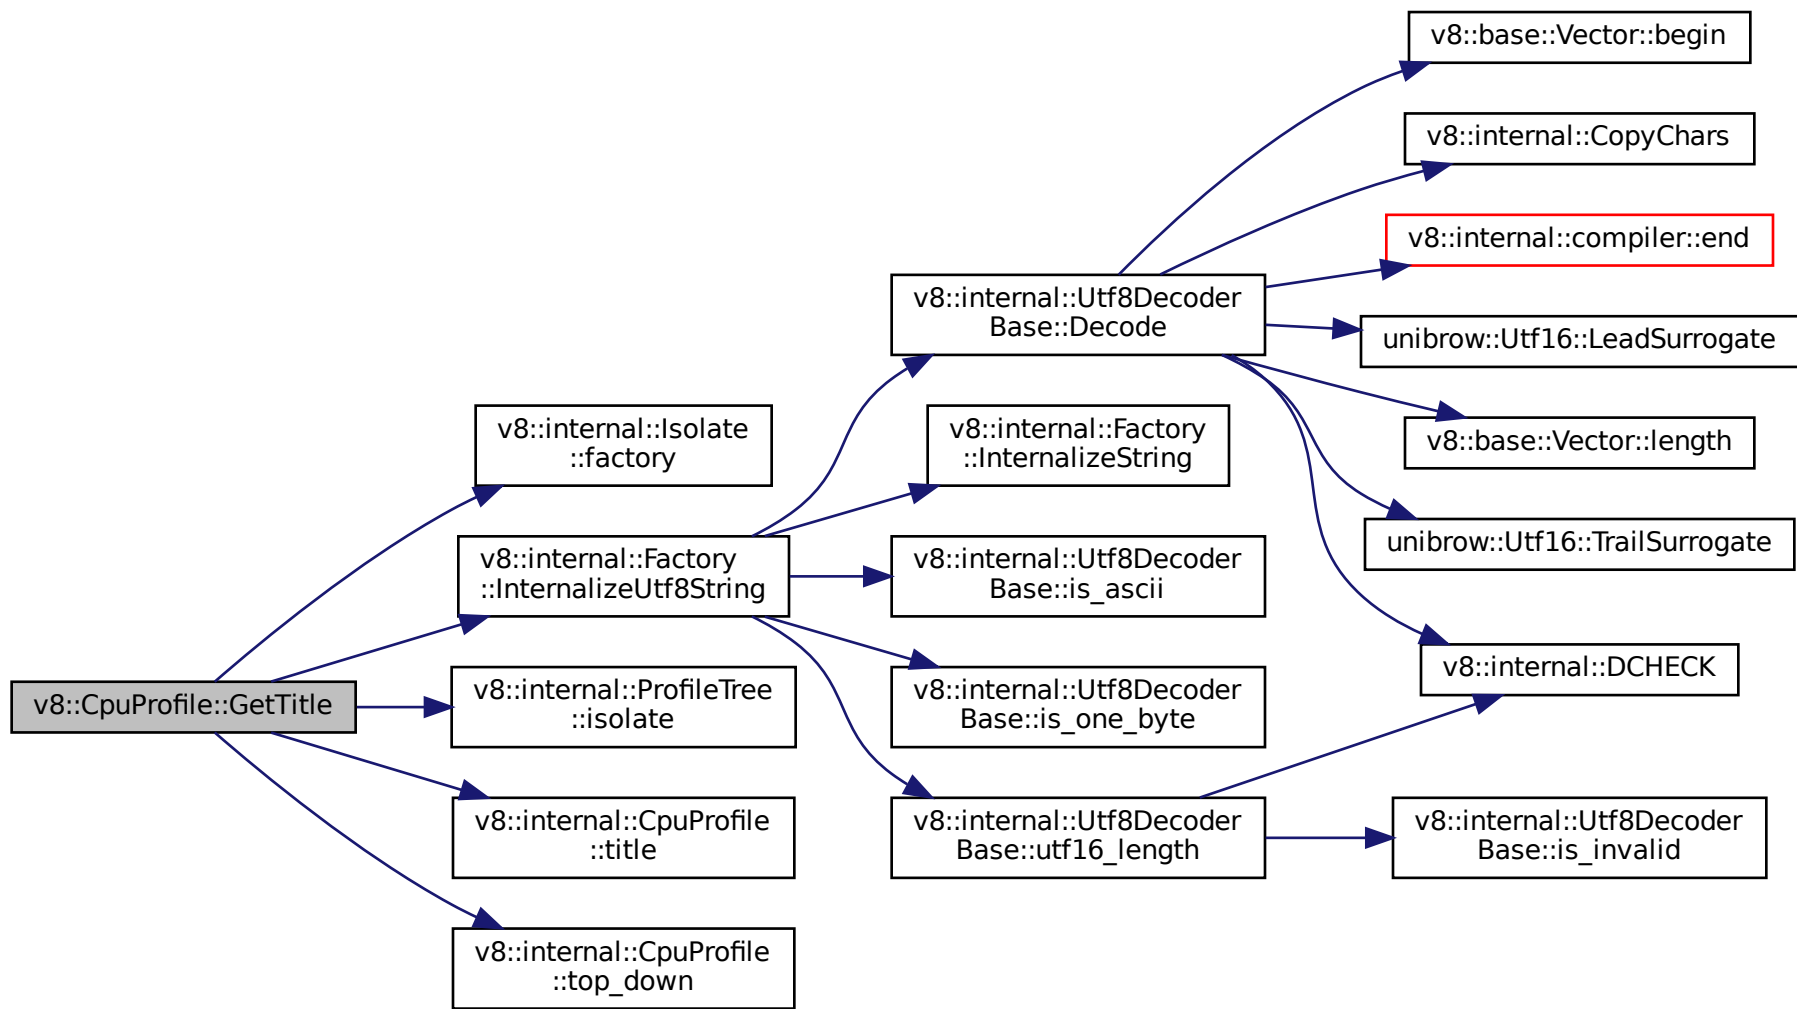 v8::CpuProfile::GetTitle
v8::internal::Isolate
::factory
v8::internal::Factory
::InternalizeUtf8String
v8::internal::ProfileTree
::isolate
v8::internal::CpuProfile
::title
v8::internal::CpuProfile
::top_down
v8::internal::Utf8Decoder
Base::Decode
v8::internal::Factory
::InternalizeString
v8::internal::Utf8Decoder
Base::is_ascii
v8::internal::Utf8Decoder
Base::is_one_byte
v8::internal::Utf8Decoder
Base::utf16_length
v8::base::Vector::begin
v8::internal::CopyChars
v8::internal::compiler::end
unibrow::Utf16::LeadSurrogate
v8::base::Vector::length
unibrow::Utf16::TrailSurrogate
v8::internal::DCHECK
v8::internal::Utf8Decoder
Base::is_invalid